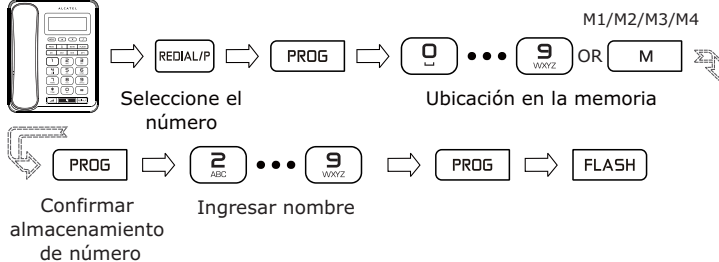 M1/M2/M3/M4
ALCATEL
REDIAL/P PROG 0 ••• 9 WXYZ OR M
Seleccione el número
Ubicación en la memoria
PROG 2 ABC ••• 9 WXYZ PROG FLASH
Confirmar
almacenamiento
de número
Ingresar nombre